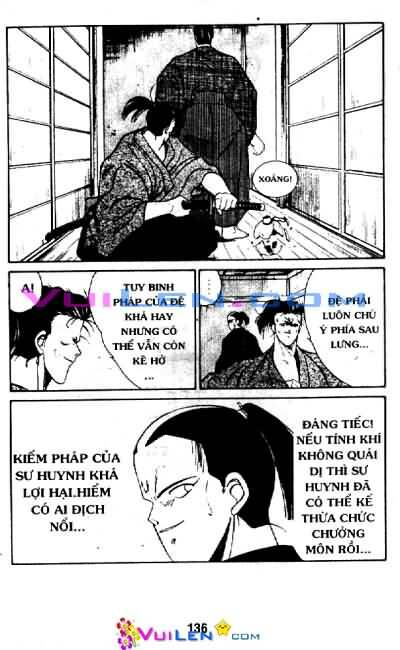 XOẢNG!
ĐỆ PHẢI
LUÔN CHÚ
Ý PHÍA SAU
LƯNG...
...
TUY BINH
PHÁP CỦA ĐỆ
KHÁ HAY
NHƯNG CÓ
THỂ VẪN CÒN
KẼ HỞ
...
A!
VUILEN.COM
ĐÁNG TIẾC!
NẾU TÍNH KHÍ
KHÔNG QUÁI
DỊ THÌ SƯ
HUYNH ĐÃ
CÓ THỂ KẾ
THỪA CHỨC
CHƯỞNG
MÔN RỒI...
KIẾM PHÁP CỦA
SƯ HUYNH KHÁ
LỢI HẠI.HIẾM
CÓ AI ĐỊCH
NỔI...
136
VUILEN.COM